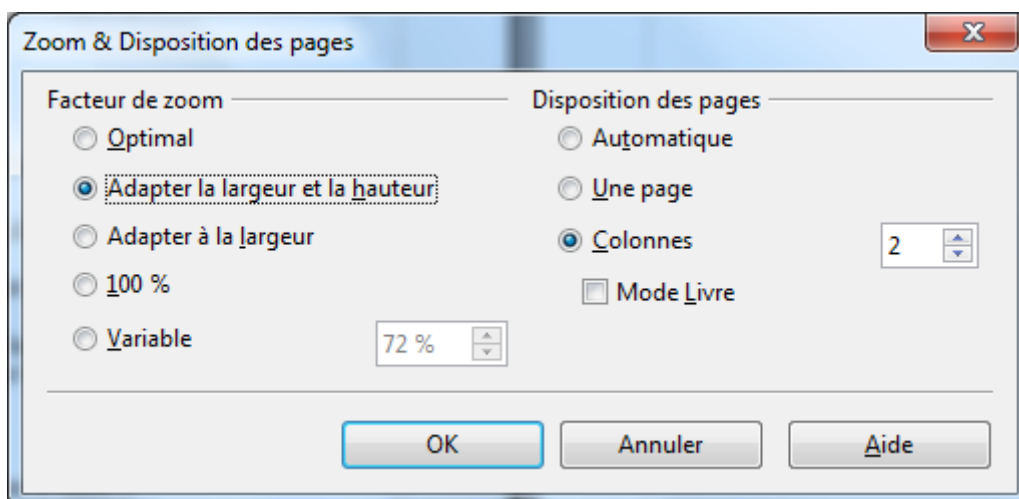 Zoom & Disposition des pages
Facteur de zoom
Optimal
Adapter la largeur et la hauteur
Adapter à la largeur
100 %
Variable
72 %
Disposition des pages
Automatique
Une page
Colonnes
2
Mode Livre
OK
Annuler
Aide